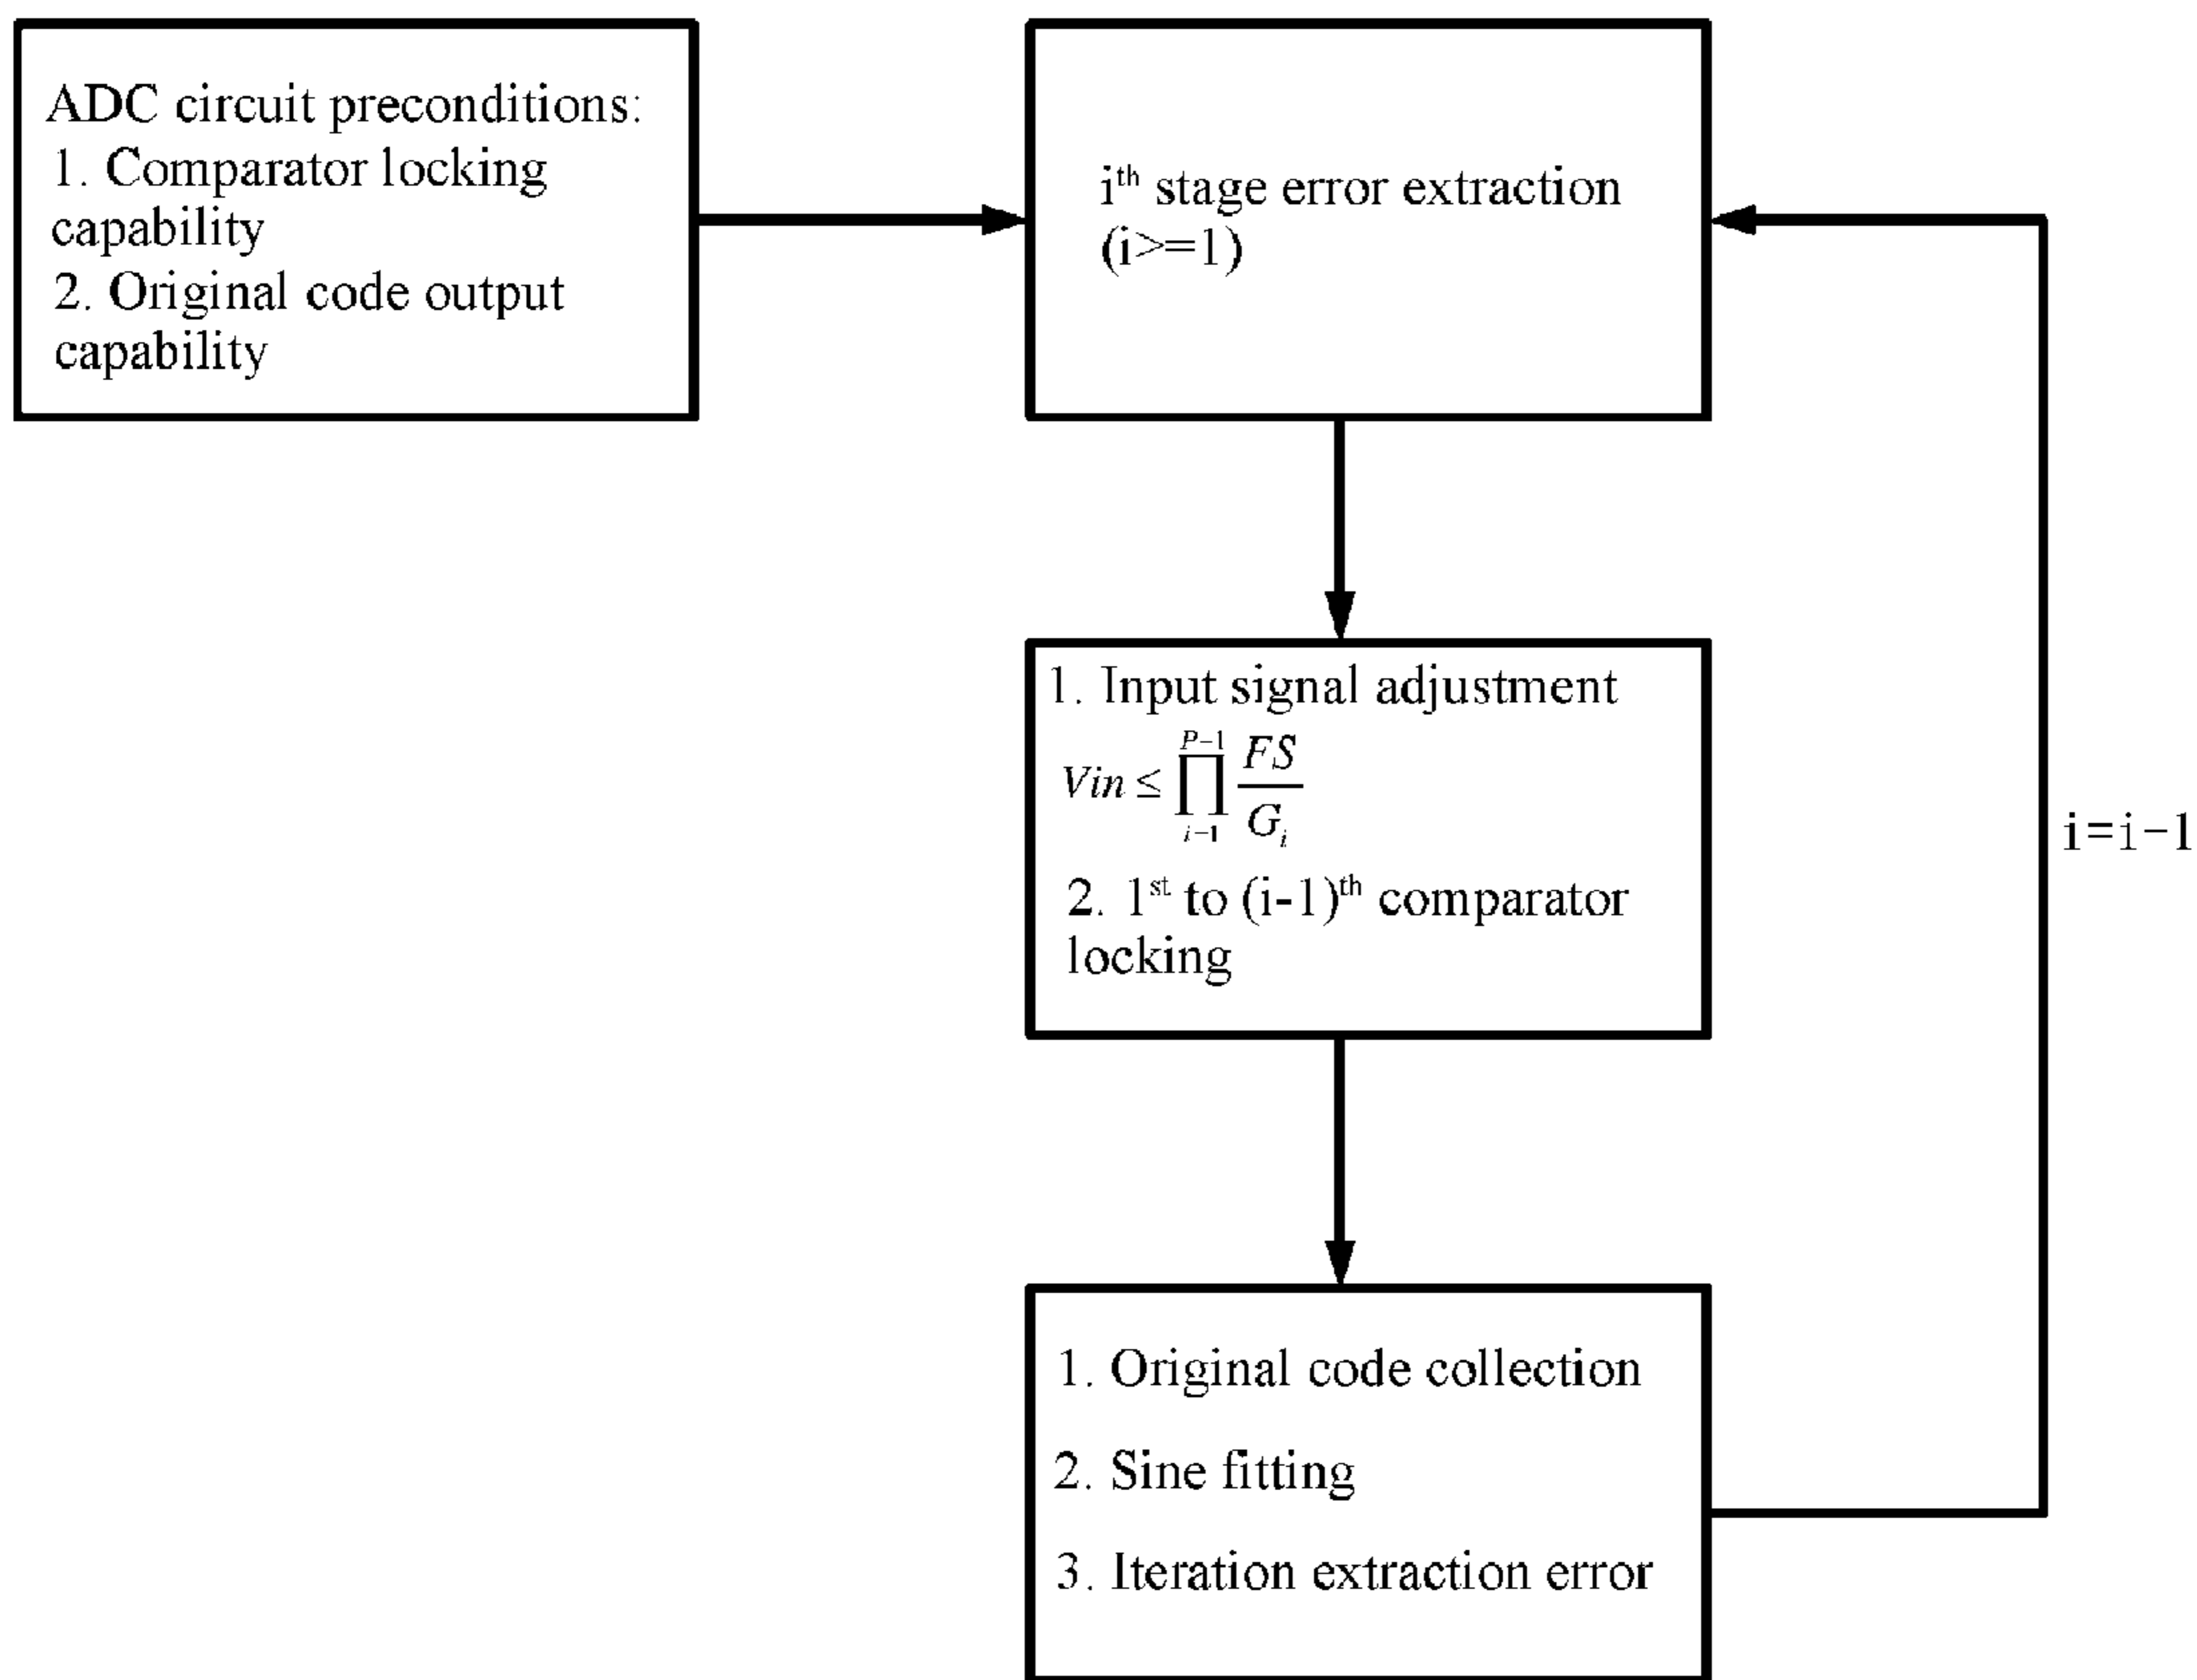 ADC circuit preconditions:
1. Comparator locking
capability
2. Original code output
capability
iᵗʰ stage error extraction
(i>=1)
1. Input signal adjustment
P-1
Vin ≤ ∏ FS/Gᵢ
i-1
2. 1ˢᵗ to (i-1)ᵗʰ comparator
locking
i=i-1
1. Original code collection
2. Sine fitting
3. Iteration extraction error